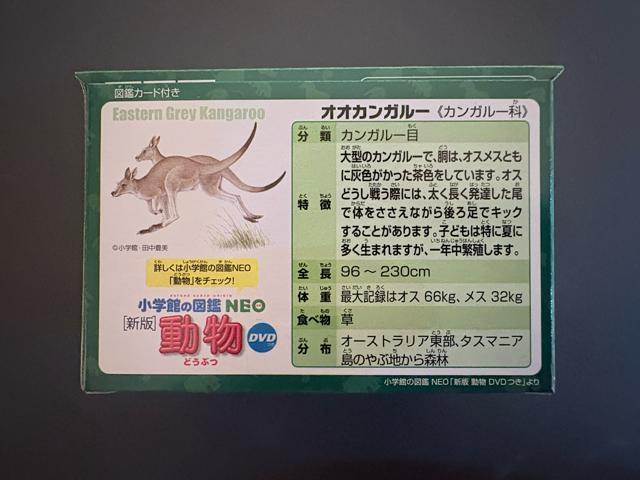 図鑑カード付き
Eastern Grey Kangaroo
オオカンガルー《カンガルー科》
分類 カンガルー目
特徴 大型のカンガルーで、胴は、オスメスとも
に灰色がかった茶色をしています。オス
どうし戦う際には、太く長く発達した尾
で体をささえながら後ろ足でキック
することがあります。子どもは特に夏に
多く生まれますが、一年中繁殖します。
全長 96～230cm
体重 最大記録はオス 66kg、メス 32kg
食べ物 草
分布 オーストラリア東部、タスマニア
島のやぶ地から森林
©小学館・田中豊美
詳しくは小学館の図鑑NEO
「動物」をチェック!
小学館の図鑑 NEO
[新版] 動物 DVDつき
どうぶつ
小学館の図鑑 NEO「新版 動物 DVDつき」より